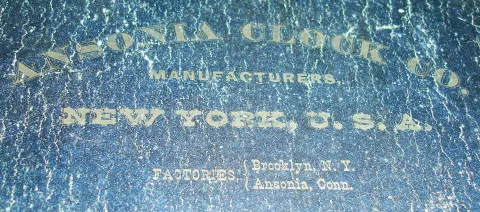 ANSONIA CLOCK CO.
MANUFACTURERS...
NEW YORK, U. S. A.
FACTORIES. { Brooklyn, N. Y.
Ansonia, Conn.